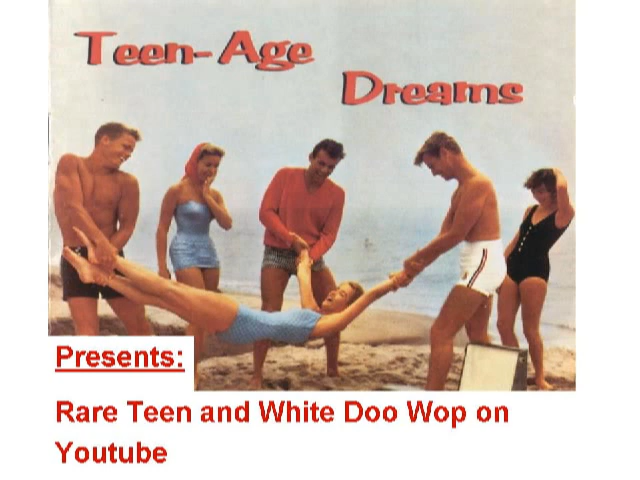 Teen-Age
Dreams
Presents:
Rare Teen and White Doo Wop on
Youtube